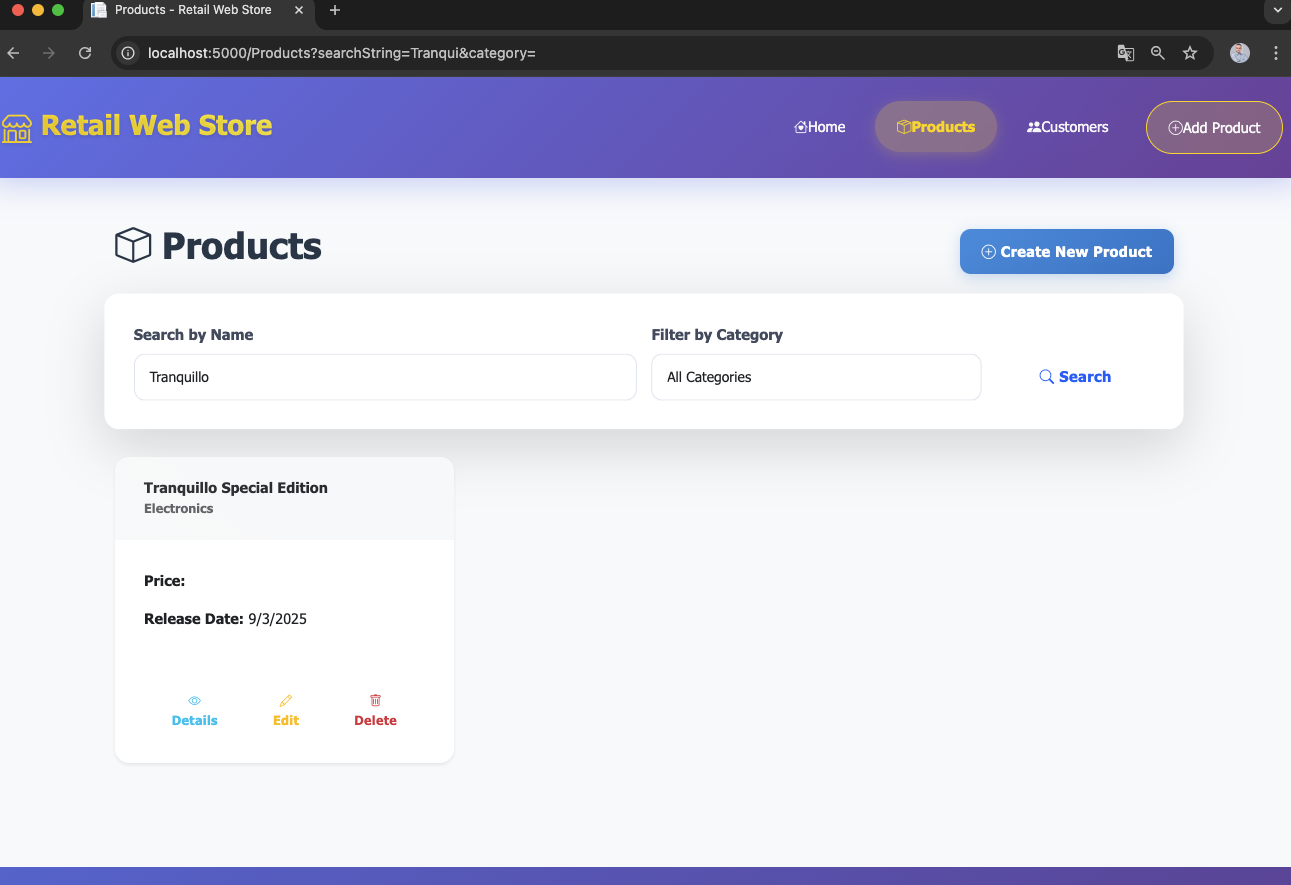 Products - Retail Web Store
localhost:5000/Products?searchString=Tranqui&category=
Retail Web Store
Home
Products
Customers
Add Product
Products
Create New Product
Search by Name
Filter by Category
Tranquillo
All Categories
Search
Tranquillo Special Edition
Electronics
Price:
Release Date: 9/3/2025
Details
Edit
Delete